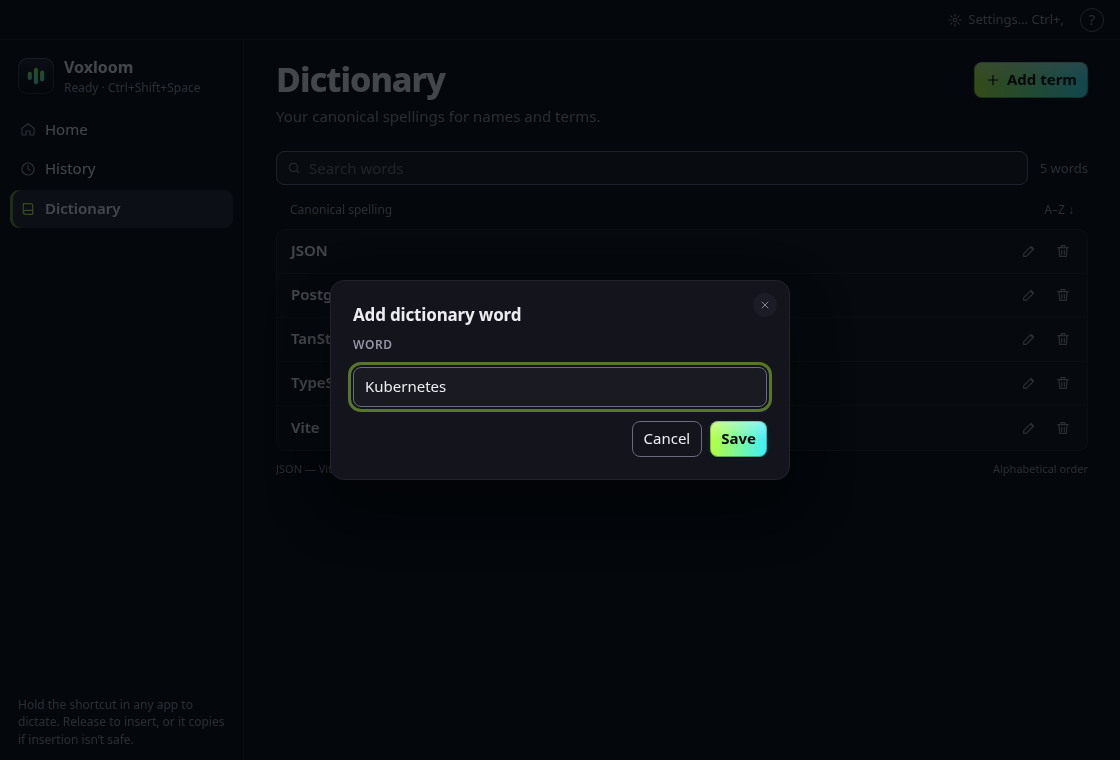 Settings... Ctrl+,
?
Voxloom
Ready · Ctrl+Shift+Space
Home
History
Dictionary
Dictionary
Your canonical spellings for names and terms.
Add term
Search words
5 words
Canonical spelling
A–Z ↓
JSON
Postg
TanSt
TypeS
Vite
JSON — Vit
Alphabetical order
Add dictionary word
WORD
Kubernetes
Cancel
Save
Hold the shortcut in any app to
dictate. Release to insert, or it copies
if insertion isn't safe.